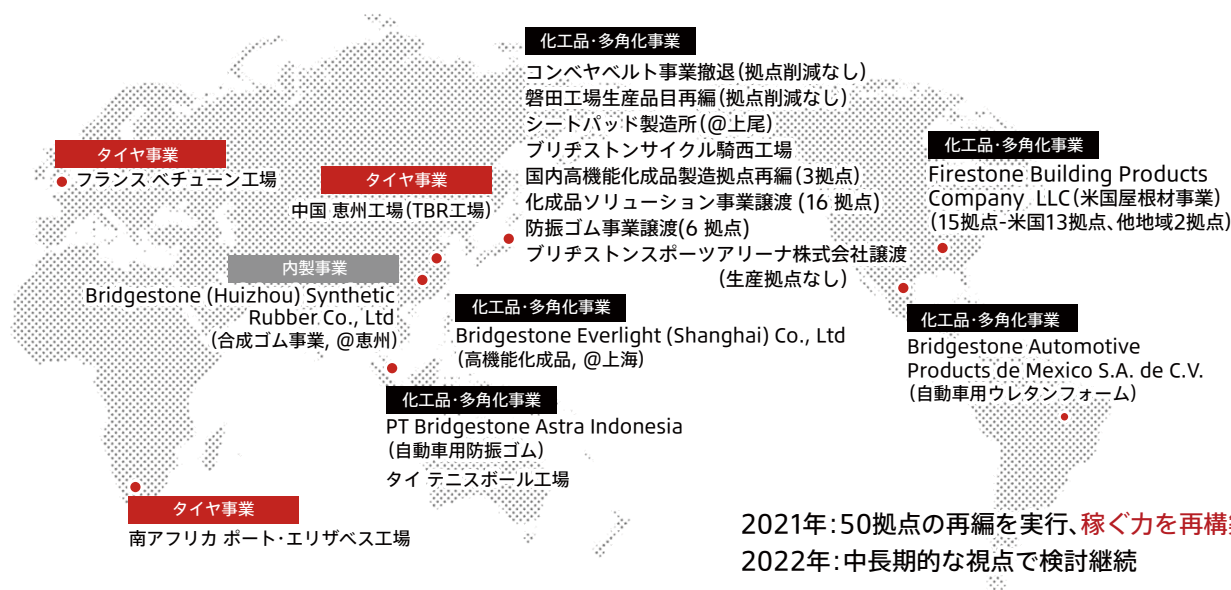 化工品・多角化事業
コンベヤベルト事業撤退(拠点削減なし)
磐田工場生産品目再編(拠点削減なし)
シートパッド製造所(@上尾)
ブリヂストンサイクル騎西工場
国内高機能化成品製造拠点再編(3拠点)
化成品ソリューション事業譲渡 (16 拠点)
防振ゴム事業譲渡(6 拠点)
ブリヂストンスポーツアリーナ株式会社譲渡
(生産拠点なし)
タイヤ事業
フランス ベチューン工場
タイヤ事業
中国 恵州工場(TBR工場)
内製事業
Bridgestone (Huizhou) Synthetic
Rubber Co., Ltd
(合成ゴム事業, @恵州)
化工品・多角化事業
Bridgestone Everlight (Shanghai) Co., Ltd
(高機能化成品, @上海)
化工品・多角化事業
PT Bridgestone Astra Indonesia
(自動車用防振ゴム)
タイ テニスボール工場
タイヤ事業
南アフリカ ポート・エリザベス工場
化工品・多角化事業
Firestone Building Products
Company LLC(米国屋根材事業)
(15拠点-米国13拠点、他地域2拠点)
化工品・多角化事業
Bridgestone Automotive
Products de Mexico S.A. de C.V.
(自動車用ウレタンフォーム)
2021年:50拠点の再編を実行、稼ぐ力を再構
2022年:中長期的な視点で検討継続